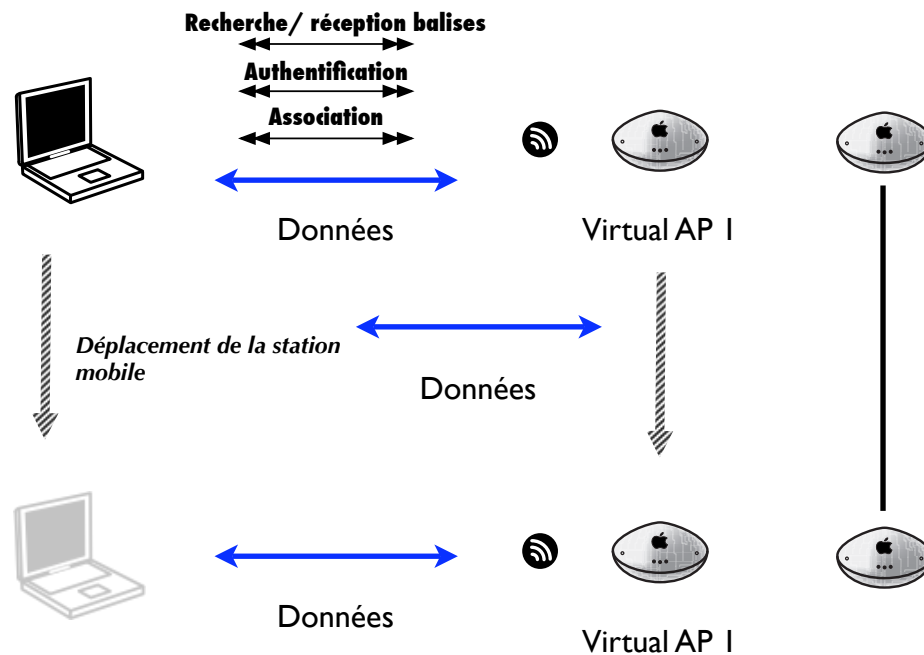 Recherche/ réception balises
Authentification
Association
Données
Virtual AP 1
Déplacement de la station
mobile
Données
Données
Virtual AP 1